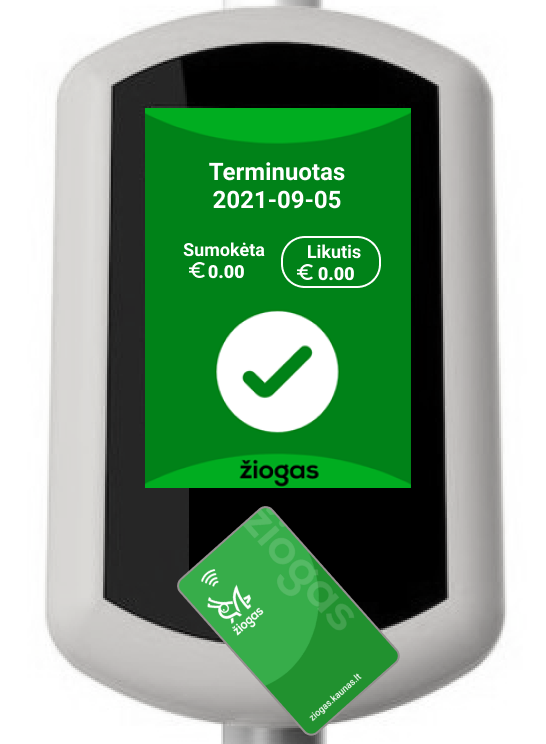 Terminuotas
2021-09-05
Sumokėta
€ 0.00
Likutis
€ 0.00
žiogas
žiogas
žiogas
ziogas.kaunas.lt